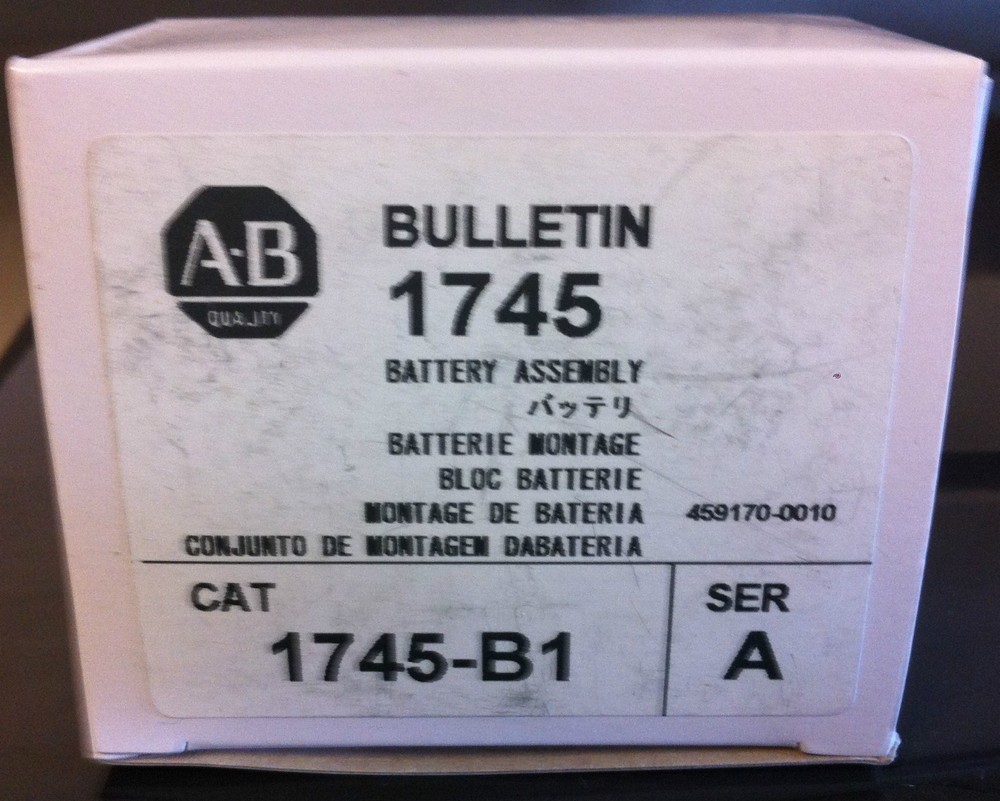 A-B
QUALITY
BULLETIN
1745
BATTERY ASSEMBLY
バッテリ
BATTERIE MONTAGE
BLOC BATTERIE
MONTAGE DE BATERIA
459170-0010
CONJUNTO DE MONTAGEM DABATERIA
CAT
1745-B1
SER
A